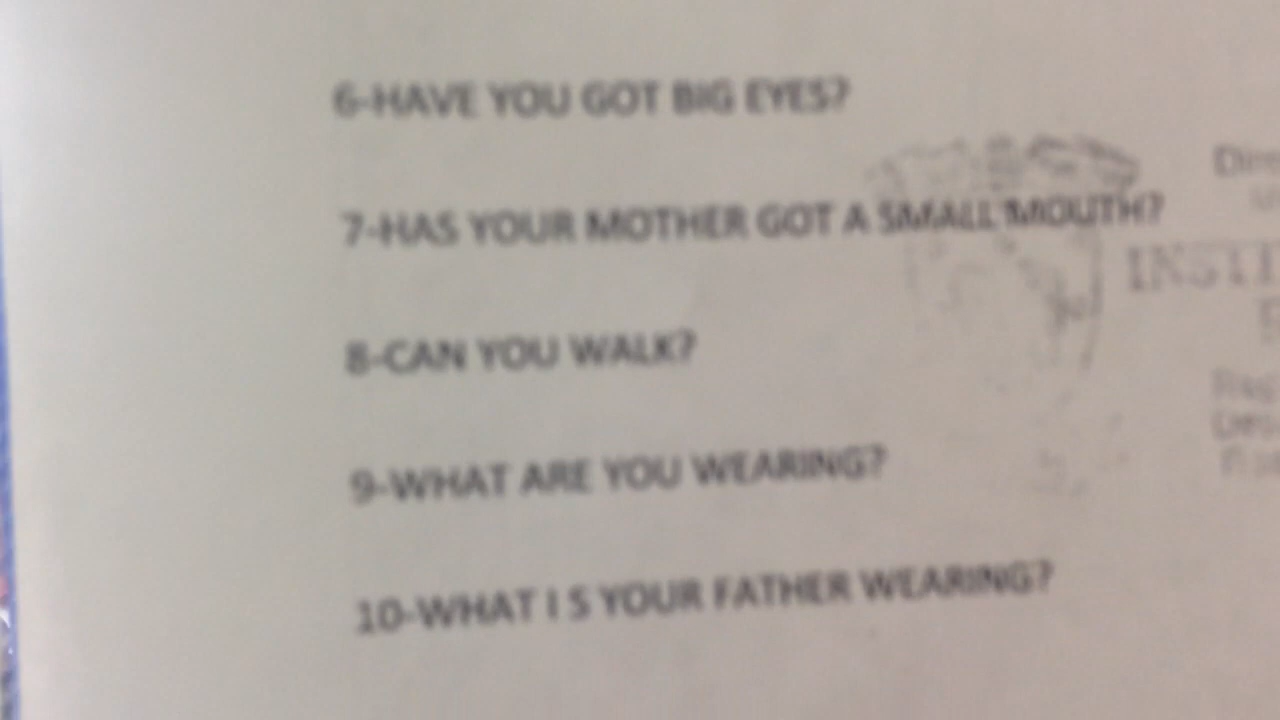 6-HAVE YOU GOT BIG EYES?
7-HAS YOUR MOTHER GOT A SMALL MOUTH?
8-CAN YOU WALK?
9-WHAT ARE YOU WEARING?
10-WHAT I S YOUR FATHER WEARING?